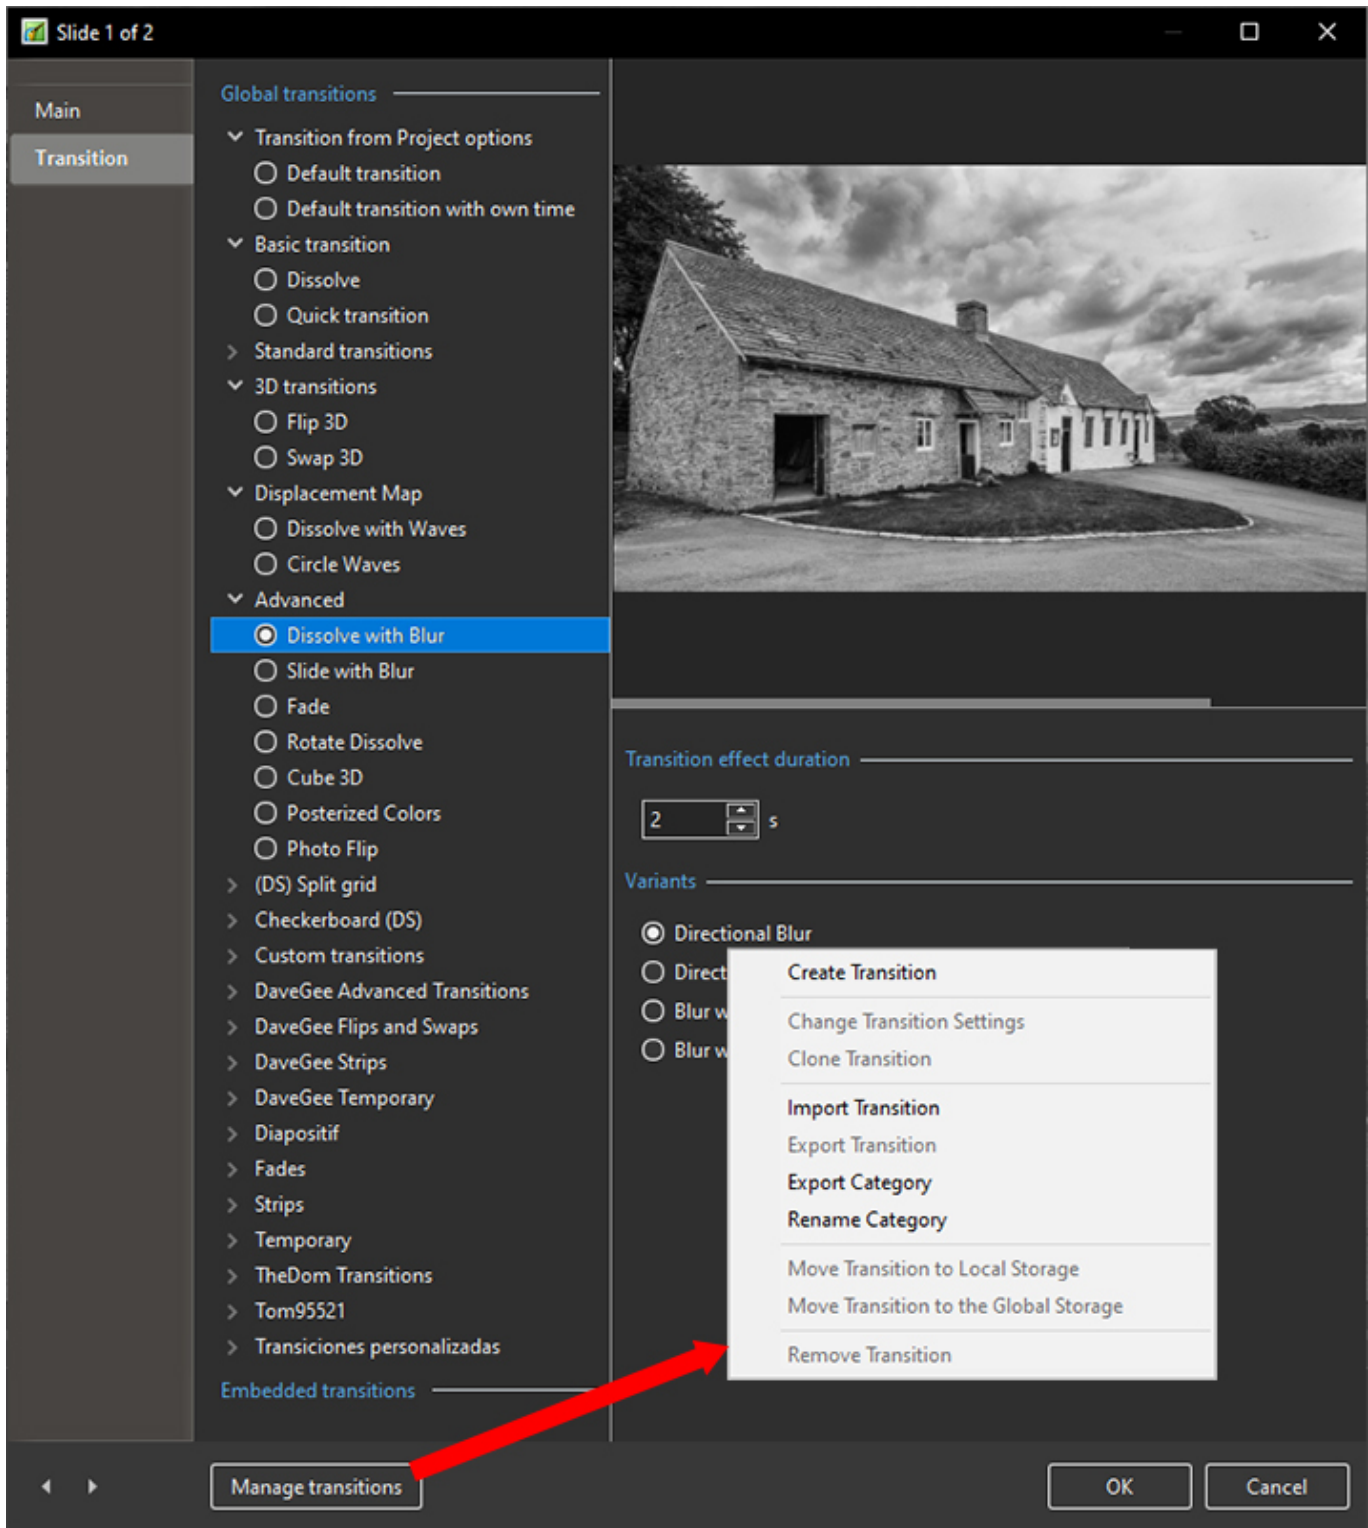 Slide 1 of 2
Main
Transition
Global transitions
Transition from Project options
Default transition
Default transition with own time
Basic transition
Dissolve
Quick transition
Standard transitions
3D transitions
Flip 3D
Swap 3D
Displacement Map
Dissolve with Waves
Circle Waves
Advanced
Dissolve with Blur
Slide with Blur
Fade
Rotate Dissolve
Cube 3D
Posterized Colors
Photo Flip
(DS) Split grid
Checkerboard (DS)
Custom transitions
DaveGee Advanced Transitions
DaveGee Flips and Swaps
DaveGee Strips
DaveGee Temporary
Diapositif
Fades
Strips
Temporary
TheDom Transitions
Tom95521
Transiciones personalizadas
Embedded transitions
Transition effect duration
2 s
Variants
Directional Blur
Direct
Blur w
Blur w
Create Transition
Change Transition Settings
Clone Transition
Import Transition
Export Transition
Export Category
Rename Category
Move Transition to Local Storage
Move Transition to the Global Storage
Remove Transition
Manage transitions
OK
Cancel